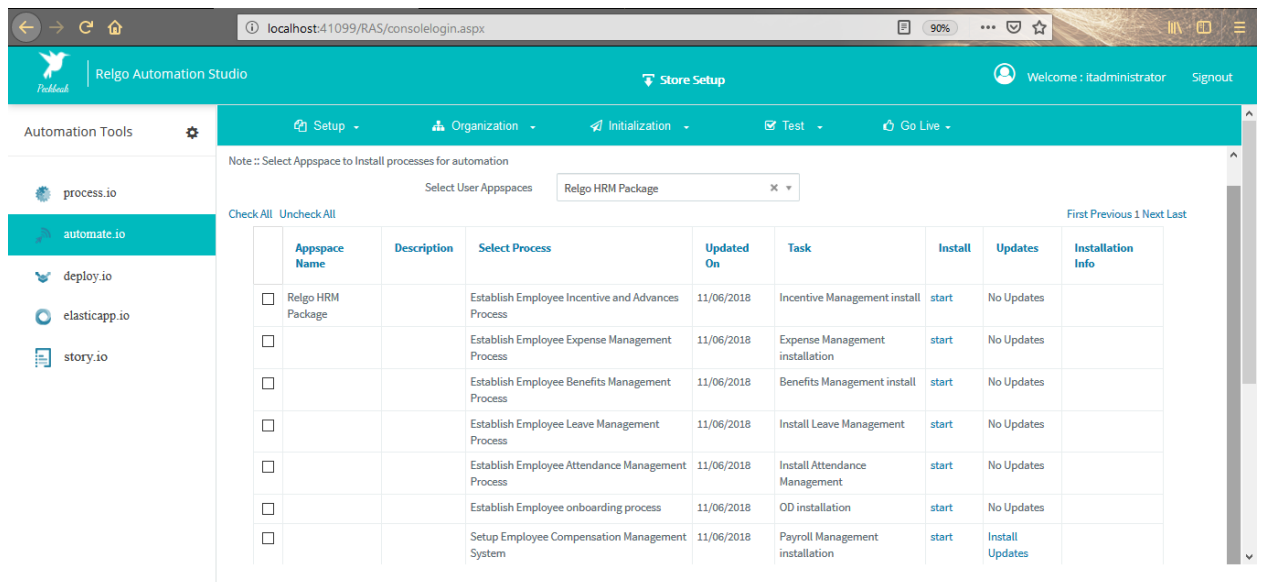 localhost:41099/RAS/consolelogin.aspx
90%
Peckbeak
Relgo Automation Studio
Store Setup
Welcome : itadministrator
Signout
Automation Tools
Setup
Organization
Initialization
Test
Go Live
process.io
automate.io
deploy.io
elasticapp.io
story.io
Note :: Select Appspace to Install processes for automation
Select User Appspaces
Relgo HRM Package
Check All Uncheck All
First Previous 1 Next Last
Appspace Name
Description
Select Process
Updated On
Task
Install
Updates
Installation Info
Relgo HRM Package
Establish Employee Incentive and Advances Process
11/06/2018
Incentive Management install
start
No Updates
Establish Employee Expense Management Process
11/06/2018
Expense Management installation
start
No Updates
Establish Employee Benefits Management Process
11/06/2018
Benefits Management install
start
No Updates
Establish Employee Leave Management Process
11/06/2018
Install Leave Management
start
No Updates
Establish Employee Attendance Management Process
11/06/2018
Install Attendance Management
start
No Updates
Establish Employee onboarding process
11/06/2018
OD installation
start
No Updates
Setup Employee Compensation Management System
11/06/2018
Payroll Management installation
start
Install Updates